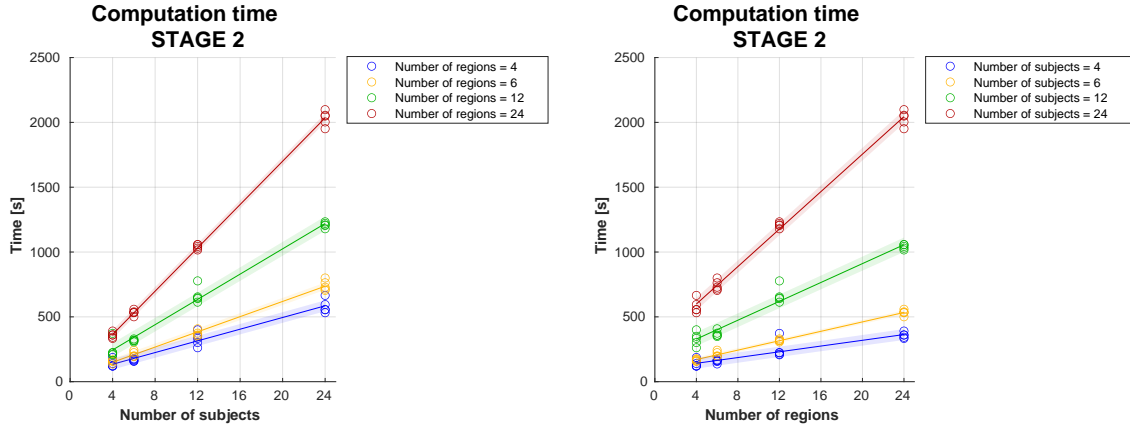 Computation time
STAGE 2
2500
2000
1500
1000
500
0
Time [s]
0
4
8
12
16
20
24
Number of subjects
Number of regions = 4
Number of regions = 6
Number of regions = 12
Number of regions = 24
Computation time
STAGE 2
2500
2000
1500
1000
500
0
Time [s]
0
4
8
12
16
20
24
Number of regions
Number of subjects = 4
Number of subjects = 6
Number of subjects = 12
Number of subjects = 24